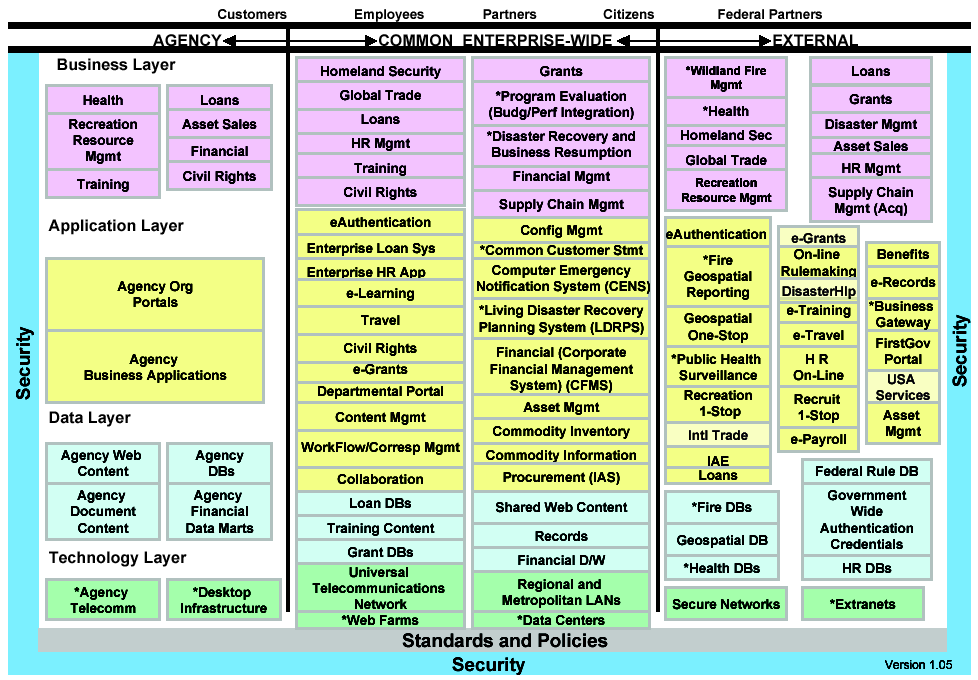 Customers Employees Partners Citizens Federal Partners
AGENCY COMMON ENTERPRISE-WIDE EXTERNAL
Business Layer
Health
Recreation
Resource
Mgmt
Training
Loans
Asset Sales
Financial
Civil Rights
Application Layer
Agency Org
Portals
Agency
Business Applications
Data Layer
Agency Web
Content
Agency
Document
Content
Agency
DBs
Agency
Financial
Data Marts
Technology Layer
*Agency
Telecomm
*Desktop
Infrastructure
Homeland Security
Global Trade
Loans
HR Mgmt
Training
Civil Rights
eAuthentication
Enterprise Loan Sys
Enterprise HR App
e-Learning
Travel
Civil Rights
e-Grants
Departmental Portal
Content Mgmt
WorkFlow/Corresp Mgmt
Collaboration
Loan DBs
Training Content
Grant DBs
Universal
Telecommunications
Network
*Web Farms
Grants
*Program Evaluation
(Budg/Perf Integration)
*Disaster Recovery and
Business Resumption
Financial Mgmt
Supply Chain Mgmt
Config Mgmt
*Common Customer Stmt
Computer Emergency
Notification System (CENS)
*Living Disaster Recovery
Planning System (LDRPS)
Financial (Corporate
Financial Management
System) (CFMS)
Asset Mgmt
Commodity Inventory
Commodity Information
Procurement (IAS)
Shared Web Content
Records
Financial D/W
Regional and
Metropolitan LANs
*Data Centers
*Wildland Fire
Mgmt
*Health
Homeland Sec
Global Trade
Recreation
Resource Mgmt
Loans
Grants
Disaster Mgmt
Asset Sales
HR Mgmt
Supply Chain
Mgmt (Acq)
eAuthentication
*Fire
Geospatial
Reporting
Geospatial
One-Stop
*Public Health
Surveillance
Recreation
1-Stop
Intl Trade
IAE
Loans
e-Grants
On-line
Rulemaking
DisasterHlp
e-Training
e-Travel
H R
On-Line
Recruit
1-Stop
e-Payroll
Benefits
e-Records
*Business
Gateway
FirstGov
Portal
USA
Services
Asset
Mgmt
*Fire DBs
Geospatial DB
*Health DBs
Federal Rule DB
Government
Wide
Authentication
Credentials
HR DBs
Secure Networks
*Extranets
Security
Security
Standards and Policies
Security
Version 1.05